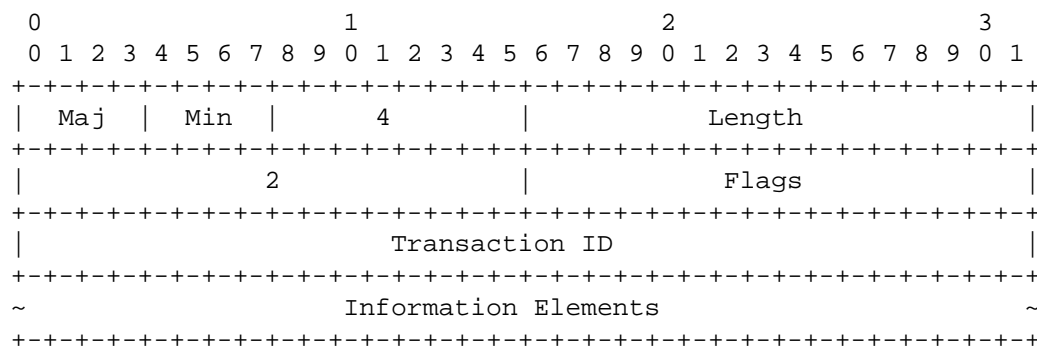 0                   1                   2                   3
 0 1 2 3 4 5 6 7 8 9 0 1 2 3 4 5 6 7 8 9 0 1 2 3 4 5 6 7 8 9 0 1
+-+-+-+-+-+-+-+-+-+-+-+-+-+-+-+-+-+-+-+-+-+-+-+-+-+-+-+-+-+-+-+-+
|  Maj  |  Min  |       4       |           Length              |
+-+-+-+-+-+-+-+-+-+-+-+-+-+-+-+-+-+-+-+-+-+-+-+-+-+-+-+-+-+-+-+-+
|               2               |            Flags              |
+-+-+-+-+-+-+-+-+-+-+-+-+-+-+-+-+-+-+-+-+-+-+-+-+-+-+-+-+-+-+-+-+
|                       Transaction ID                          |
+-+-+-+-+-+-+-+-+-+-+-+-+-+-+-+-+-+-+-+-+-+-+-+-+-+-+-+-+-+-+-+-+
~                    Information Elements                       ~
+-+-+-+-+-+-+-+-+-+-+-+-+-+-+-+-+-+-+-+-+-+-+-+-+-+-+-+-+-+-+-+-+